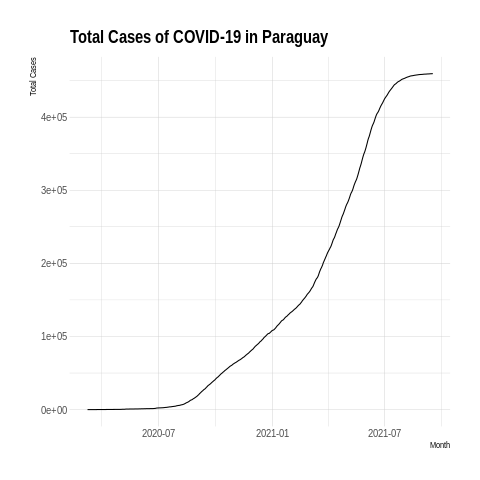 Total Cases of COVID-19 in Paraguay
Total Cases
4e+05
3e+05
2e+05
1e+05
0e+00
2020-07 2021-01 2021-07
Month